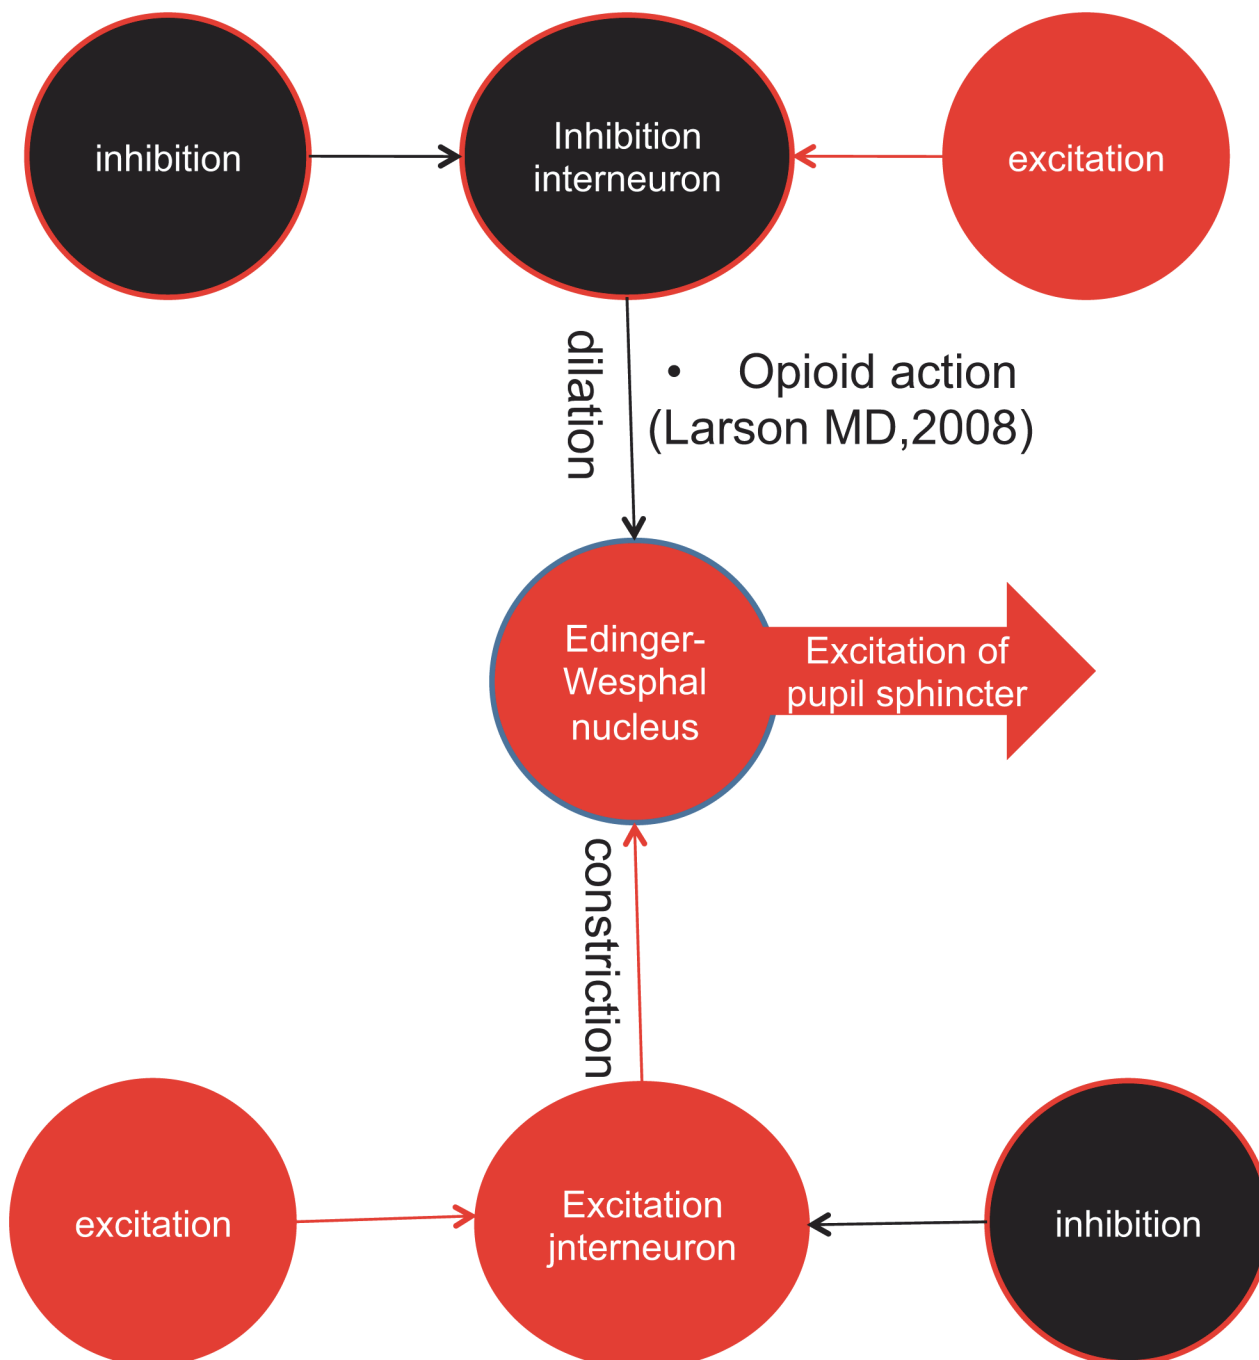 inhibition
Inhibition
interneuron
excitation
dilation
• Opioid action
(Larson MD,2008)
Edinger-
Wesphal
nucleus
Excitation of
pupil sphincter
constriction
excitation
Excitation
jnterneuron
inhibition